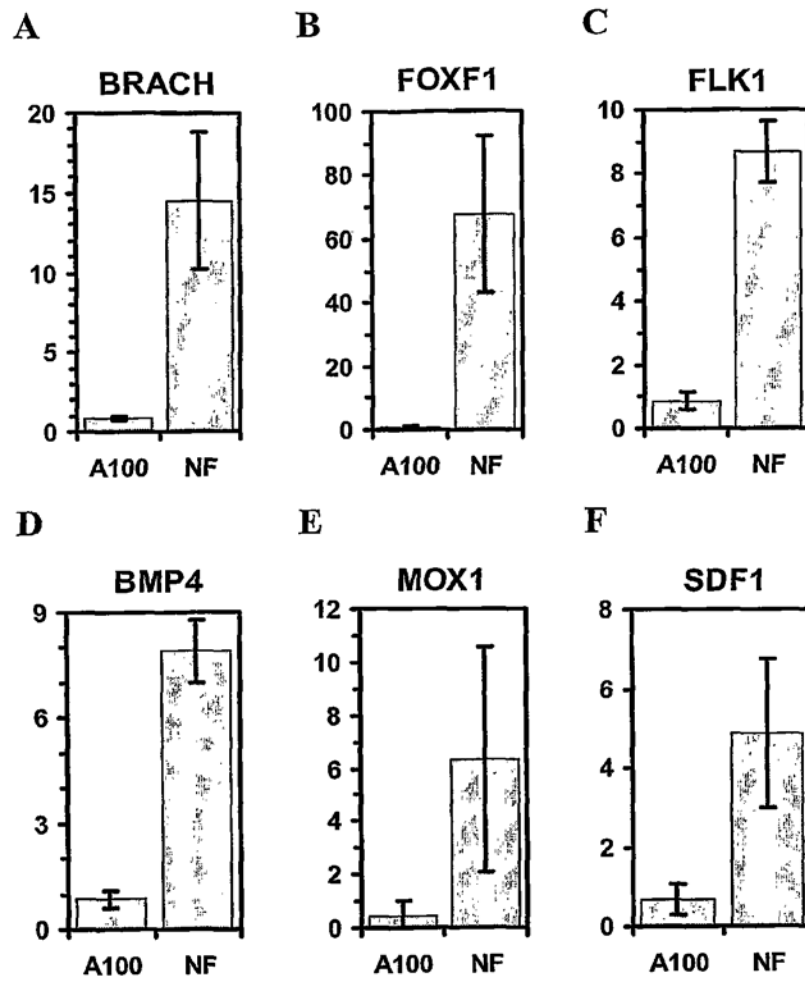 A B C
BRACH FOXF1 FLK1
20 100 10
15 80 8
10 60 6
5 40 4
0 20 2
0 0
A100 NF A100 NF A100 NF
D E F
BMP4 MOX1 SDF1
9 12 8
6 10 6
3 8 4
0 6 2
4 0
2
0
A100 NF A100 NF A100 NF